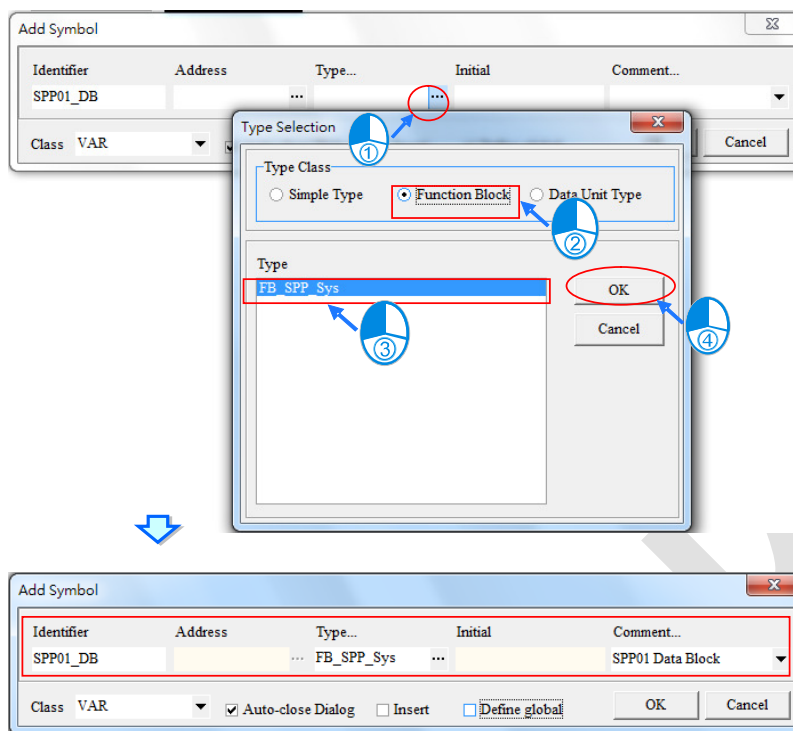 Add Symbol
Identifier Address Type... Initial Comment...
SPP01_DB ... ...
Class VAR Cancel
Type Selection
①
Type Class
Simple Type Function Block Data Unit Type
②
Type
FB_SPP_Sys OK
③ Cancel ④
Add Symbol
Identifier Address Type... Initial Comment...
SPP01_DB ... FB_SPP_Sys ... SPP01 Data Block
Class VAR Auto-close Dialog Insert Define global OK Cancel